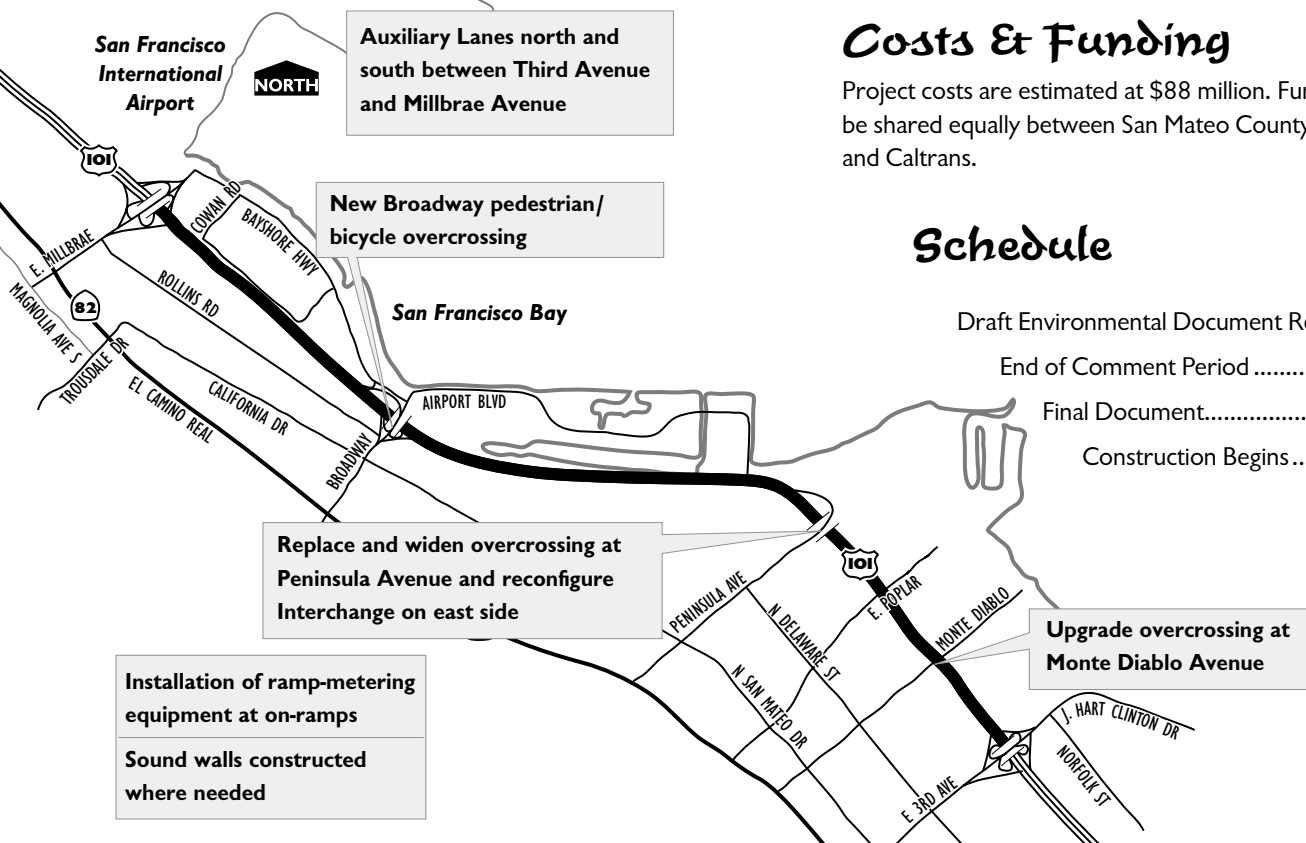 San Francisco
International
Airport
NORTH
Auxiliary Lanes north and
south between Third Avenue
and Millbrae Avenue
101
New Broadway pedestrian/
bicycle overcrossing
COWAN RD
BAYSHORE HWY
E. MILLBRAE
ROLLINS RD
82
MAGNOLIA AVE S
TROUSDALE DR
San Francisco Bay
CALIFORNIA DR
EL CAMINO REAL
AIRPORT BLVD
BROADWAY
Replace and widen overcrossing at
Peninsula Avenue and reconfigure
Interchange on east side
101
PENINSULA AVE
N DELAWARE ST
E. POPLAR
MONTE DIABLO
N SAN MATEO DR
Upgrade overcrossing at
Monte Diablo Avenue
Installation of ramp-metering
equipment at on-ramps
Sound walls constructed
where needed
J. HART CLINTON DR
NORFOLK ST
E 3RD AVE
Costs & Funding
Project costs are estimated at $88 million. Fu
be shared equally between San Mateo County
and Caltrans.
Schedule
Draft Environmental Document R
End of Comment Period ........
Final Document.................
Construction Begins ..